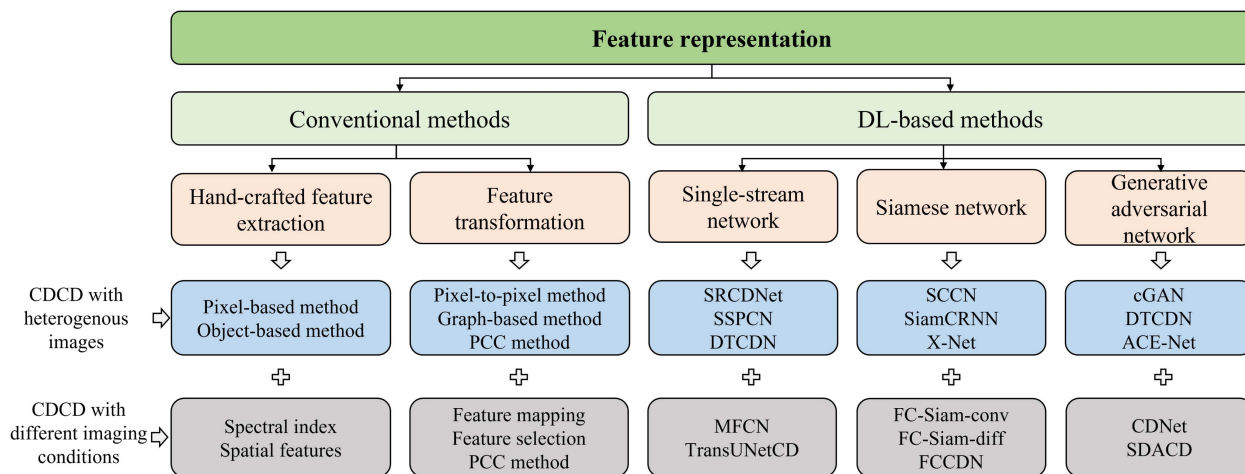 Feature representation
Conventional methods
DL-based methods
Hand-crafted feature
extraction
Feature
transformation
Single-stream
network
Siamese network
Generative
adversarial
network
CDCD with
heterogenous
images
Pixel-based method
Object-based method
Pixel-to-pixel method
Graph-based method
PCC method
SRCDNet
SSPCN
DTCDN
SCCN
SiamCRNN
X-Net
cGAN
DTCDN
ACE-Net
CDCD with
different imaging
conditions
Spectral index
Spatial features
Feature mapping
Feature selection
PCC method
MFCN
TransUNetCD
FC-Siam-conv
FC-Siam-diff
FCCDN
CDNet
SDACD